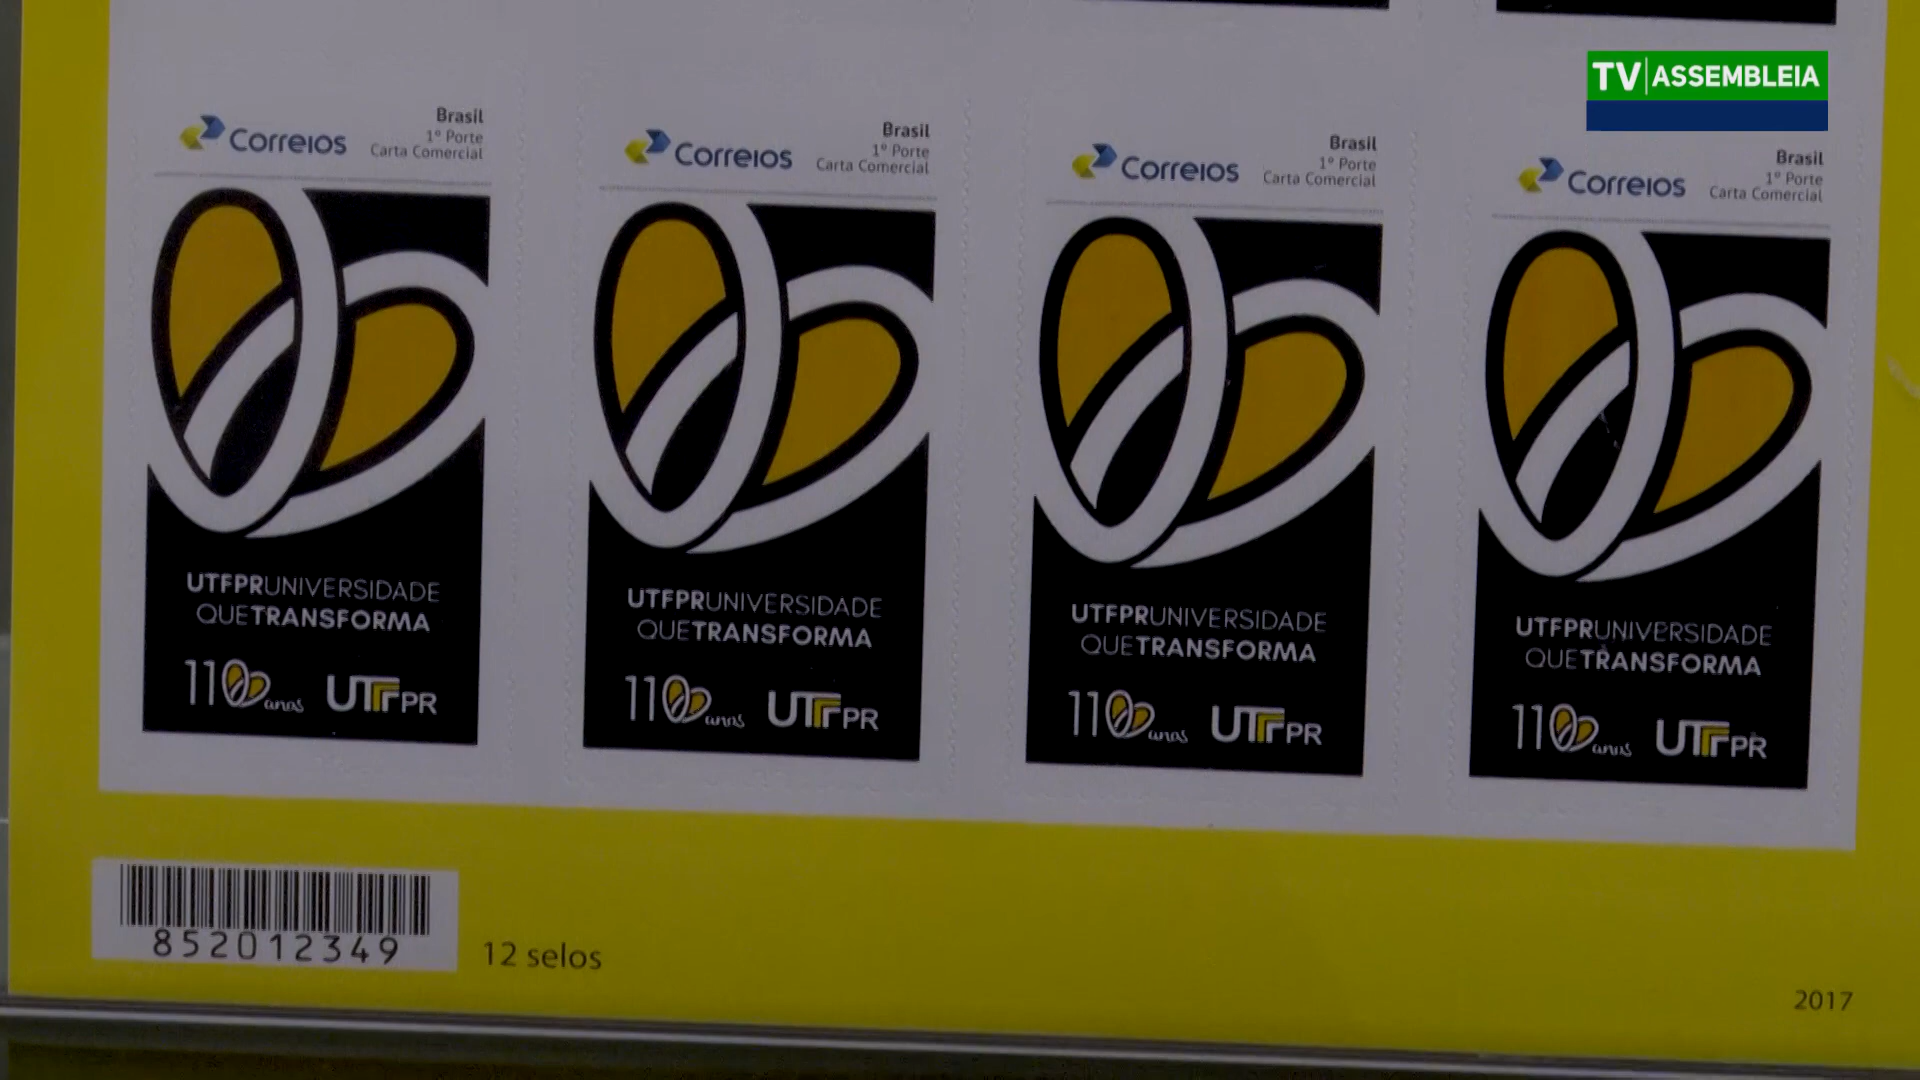 TV ASSEMBLEIA
Correios
Brasil
1º Porte
Carta Comercial
UTFPRUNIVERSIDADE
QUETRANSFORMA
110 anos UTFPR
Correios
Brasil
1º Porte
Carta Comercial
UTFPRUNIVERSIDADE
QUETRANSFORMA
110 anos UTFPR
Correios
Brasil
1º Porte
Carta Comercial
UTFPRUNIVERSIDADE
QUETRANSFORMA
110 anos UTFPR
Correios
Brasil
1º Porte
Carta Comercial
UTFPRUNIVERSIDADE
QUETRANSFORMA
110 anos UTFPR
852012349
12 selos
2017